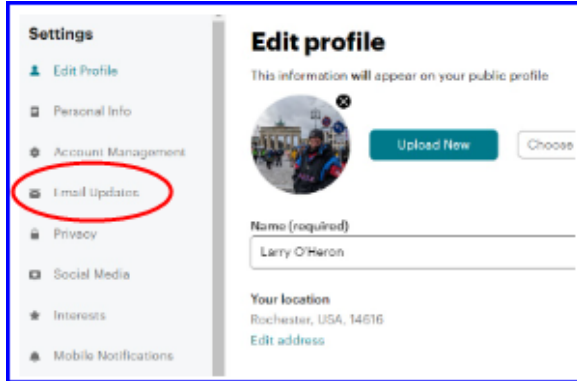 Settings
Edit Profile
Personal Info
Account Management
Email Updates
Privacy
Social Media
Interests
Mobile Notifications
Edit profile
This information will appear on your public profile
Upload New
Choose
Name (required)
Larry O'Heron
Your location
Rochester, USA, 14616
Edit address